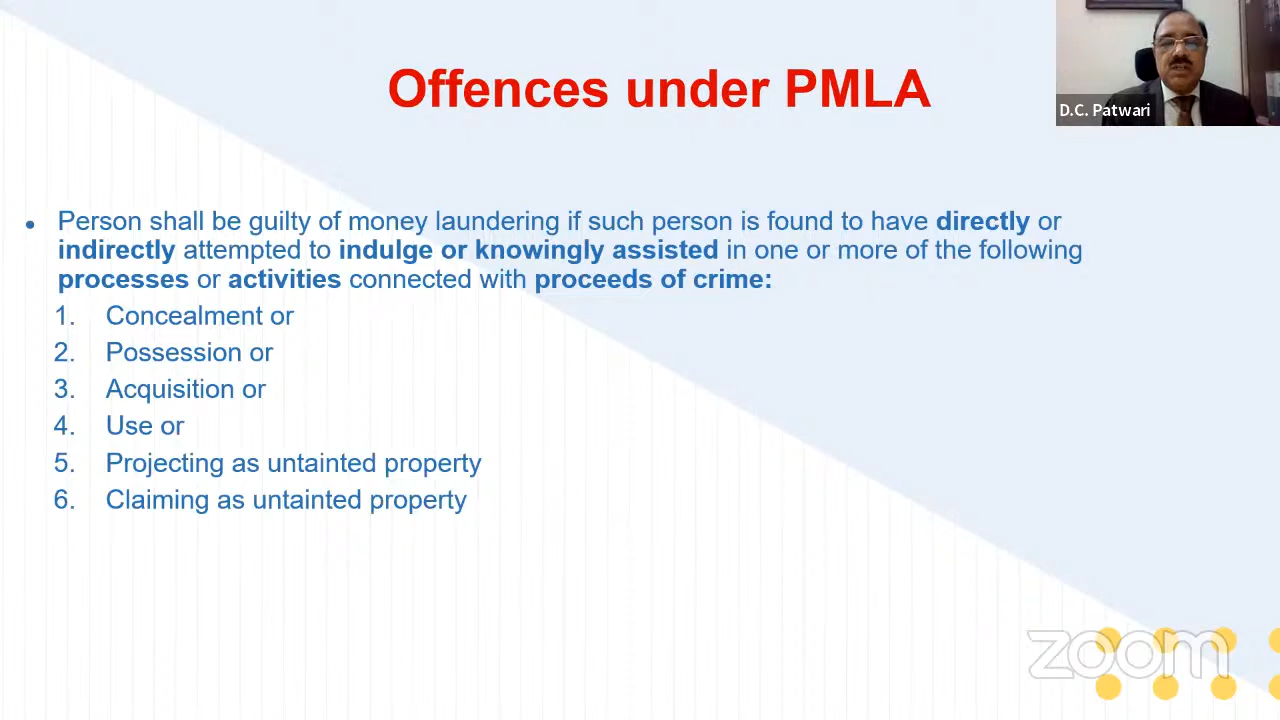 Offences under PMLA
D.C. Patwari
• Person shall be guilty of money laundering if such person is found to have directly or
indirectly attempted to indulge or knowingly assisted in one or more of the following
processes or activities connected with proceeds of crime:
1. Concealment or
2. Possession or
3. Acquisition or
4. Use or
5. Projecting as untainted property
6. Claiming as untainted property
zoom